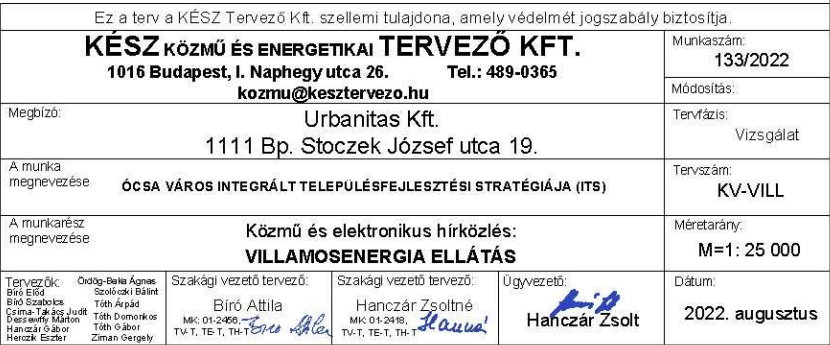 Ez a terv a KÉSZ Tervező Kft. szellemi tulajdona, amely védelmét jogszabály biztosítja.
KÉSZ KÖZMŰ ÉS ENERGETIKAI TERVEZŐ KFT.
1016 Budapest, I. Naphegy utca 26. Tel.: 489-0365
kozmu@kesztervezo.hu
Munkaszám:
133/2022
Módosítás:
Megbízó:
Urbanitas Kft.
1111 Bp. Stoczek József utca 19.
Tervfázis:
Vizsgálat
A munka
megnevezése
ÓCSA VÁROS INTEGRÁLT TELEPÜLÉSFEJLESZTÉSI STRATÉGIÁJA (ITS)
Tervszám:
KV-VILL
A munkarész
megnevezése
Közmű és elektronikus hírközlés:
VILLAMOSENERGIA ELLÁTÁS
Méretarány:
M=1: 25 000
Tervezők:
Bíró Előd
Bíró Szabolcs
Csima-Takács Judit
Dessewffy Márton
Hanczár Gábor
Herczik Eszter
Ördög-Beke Ágnes
Szolóczki Bálint
Tóth Árpád
Tóth Domonkos
Tóth Gábor
Ziman Gergely
Szakági vezető tervező:
Bíró Attila
MK: 01-2456,
TV-T, TE-T, TH-T
Szakági vezető tervező:
Hanczár Zsoltné
MK: 01-2418,
TV-T, TE-T, TH-T
Ügyvezető:
Hanczár Zsolt
Dátum:
2022. augusztus